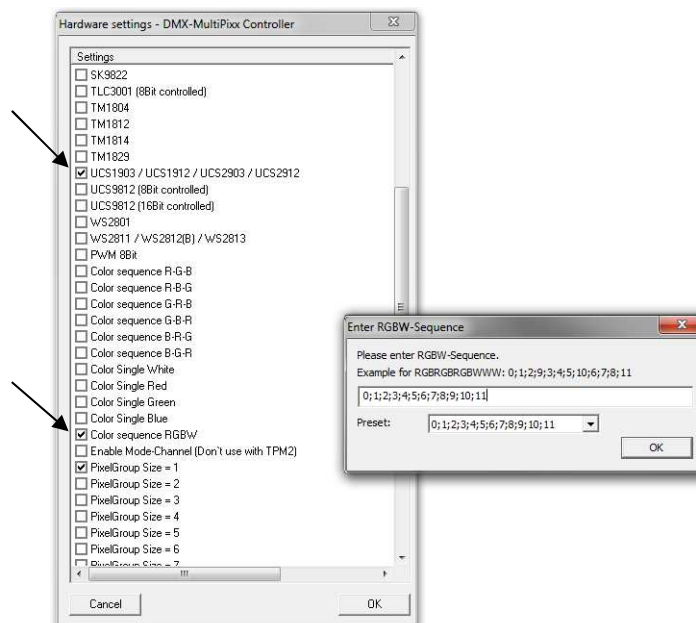 Hardware settings - DMX-MultiPixx Controller
Settings
SK9822
TLC3001 (8Bit controlled)
TM1804
TM1812
TM1814
TM1829
UCS1903 / UCS1912 / UCS2903 / UCS2912
UCS9812 (8Bit controlled)
UCS9812 (16Bit controlled)
WS2801
WS2811 / WS2812(B) / WS2813
PWM 8Bit
Color sequence R-G-B
Color sequence R-B-G
Color sequence G-R-B
Color sequence G-B-R
Color sequence B-R-G
Color sequence B-G-R
Color Single White
Color Single Red
Color Single Green
Color Single Blue
Color sequence RGBW
Enable Mode-Channel (Don`t use with TPM2)
PixelGroup Size = 1
PixelGroup Size = 2
PixelGroup Size = 3
PixelGroup Size = 4
PixelGroup Size = 5
PixelGroup Size = 6
PixelGroup Size = 7
Cancel
OK
Enter RGBW-Sequence
Please enter RGBW-Sequence.
Example for RGBRGBRGBWWW: 0;1;2;9;3;4;5;10;6;7;8;11
0;1;2;3;4;5;6;7;8;9;10;11
Preset:
0;1;2;3;4;5;6;7;8;9;10;11
OK